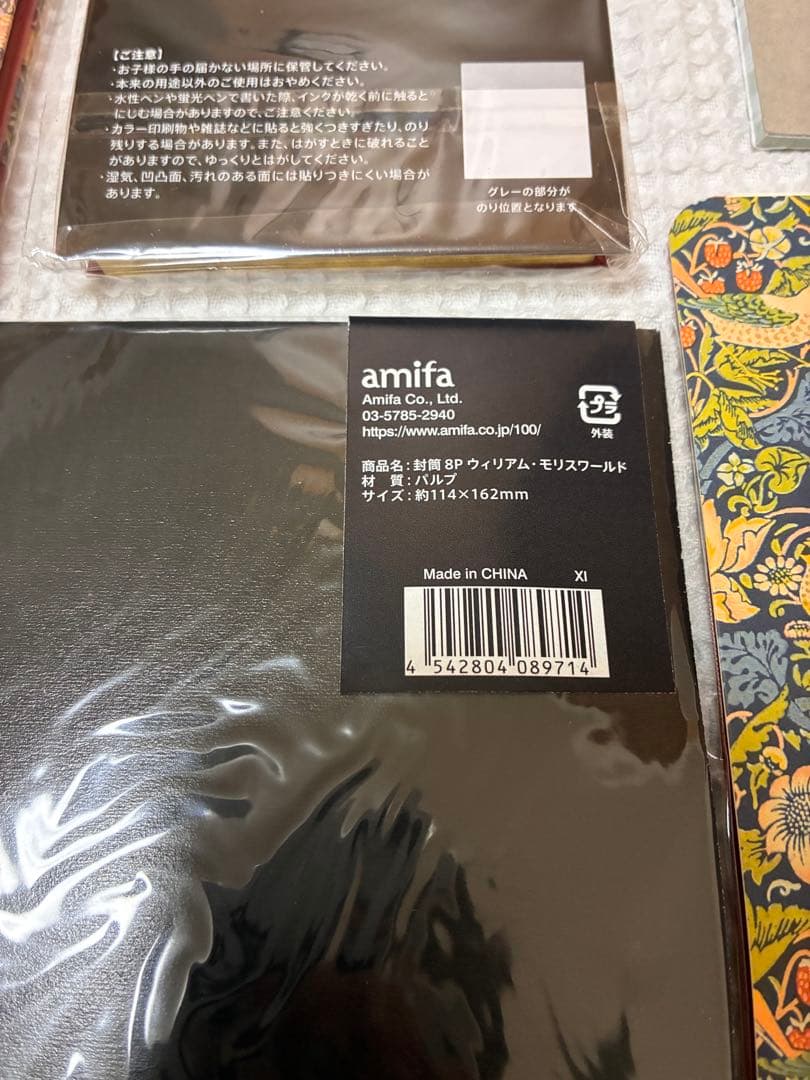 【ご注意】
・お子様の手の届かない場所に保管してください。
・本来の用途以外のご使用はおやめください。
・水性ペンや蛍光ペンで書いた際、インクが乾く前に触ると
にじむ場合がありますので、ご注意ください。
・カラー印刷物や雑誌などに貼ると強くつきすぎたり、のり
残りする場合があります。また、はがすときに破れること
がありますので、ゆっくりとはがしてください。
・湿気、凹凸面、汚れのある面には貼りつきにくい場合が
あります。
グレーの部分が
のり位置となります。
amifa
Amifa Co., Ltd.
03-5785-2940
https://www.amifa.co.jp/100/
プラ
外装
商品名:封筒 8P ウィリアム・モリスワールド
材　質:パルプ
サイズ:約114×162mm
Made in CHINA XI
4 542804 089714